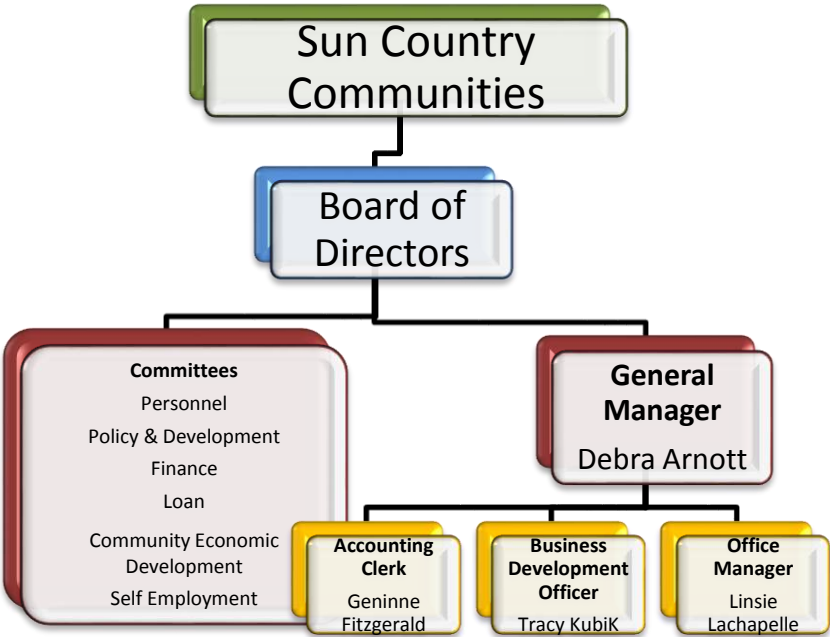 Sun Country
Communities
Board of
Directors
Committees
Personnel
Policy & Development
Finance
Loan
Community Economic
Development
Self Employment
General
Manager
Debra Arnott
Accounting
Clerk
Geninne
Fitzgerald
Business
Development
Officer
Tracy KubiK
Office
Manager
Linsie
Lachapelle